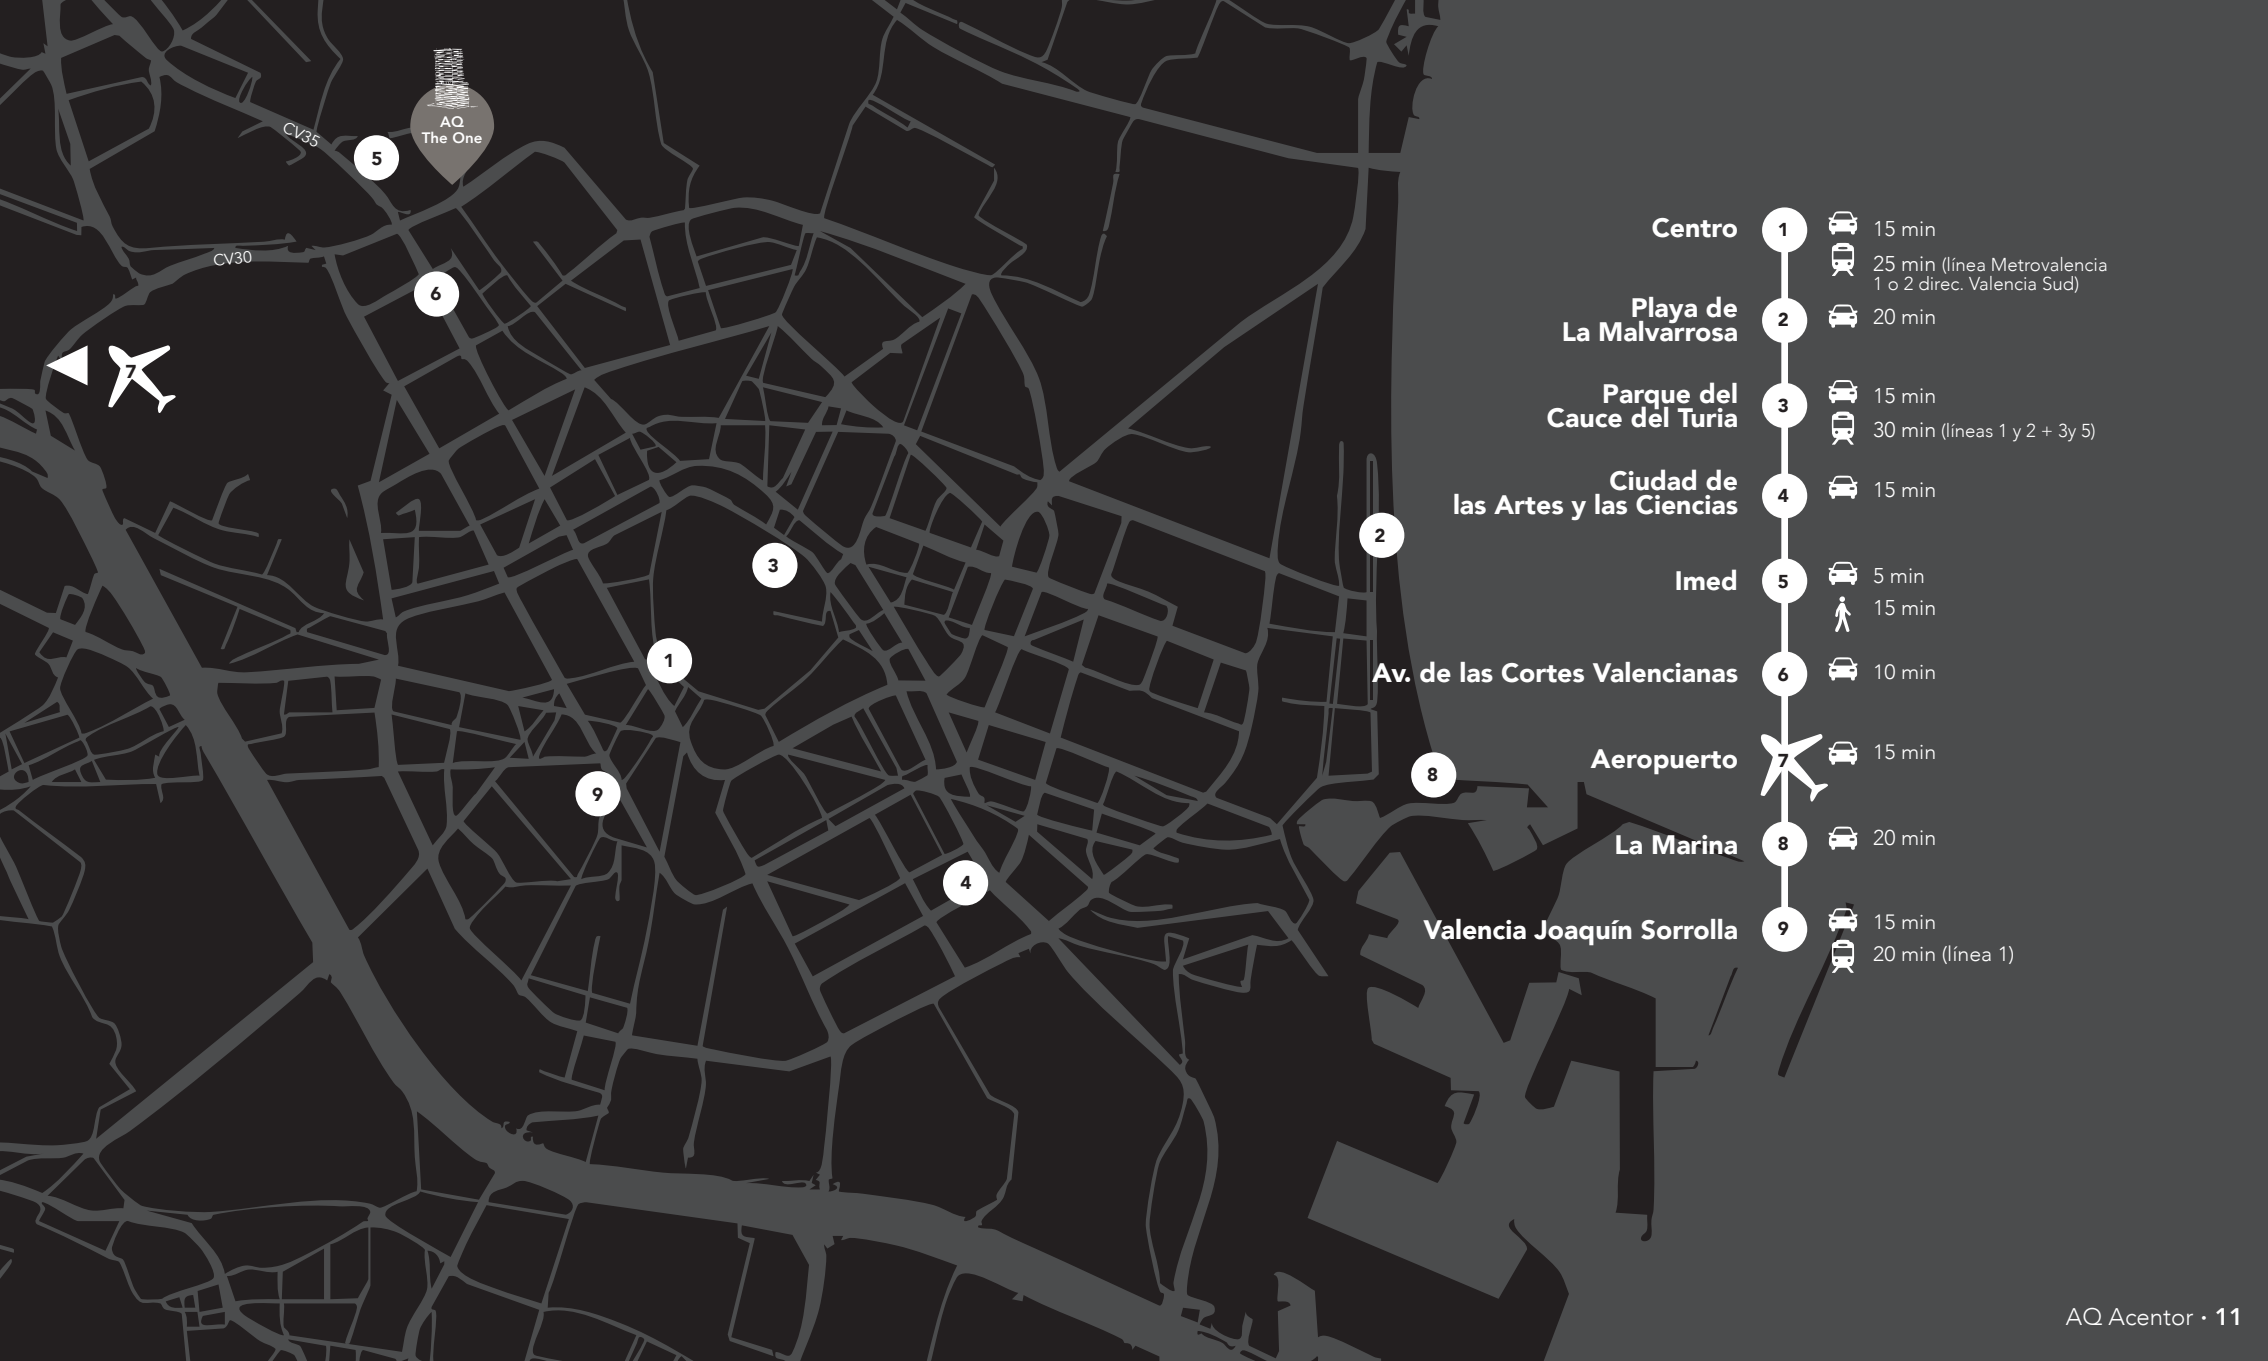 CV35
AQ
The One
5
CV30
6
7
3
2
1
8
9
4
Centro 1 15 min
25 min (línea Metrovalencia
1 o 2 direc. Valencia Sud)
Playa de
La Malvarrosa 2 20 min
Parque del
Cauce del Turia 3 15 min
30 min (líneas 1 y 2 + 3y 5)
Ciudad de
las Artes y las Ciencias 4 15 min
Imed 5 5 min
15 min
Av. de las Cortes Valencianas 6 10 min
Aeropuerto 7 15 min
La Marina 8 20 min
Valencia Joaquín Sorrolla 9 15 min
20 min (línea 1)
AQ Acentor · 11